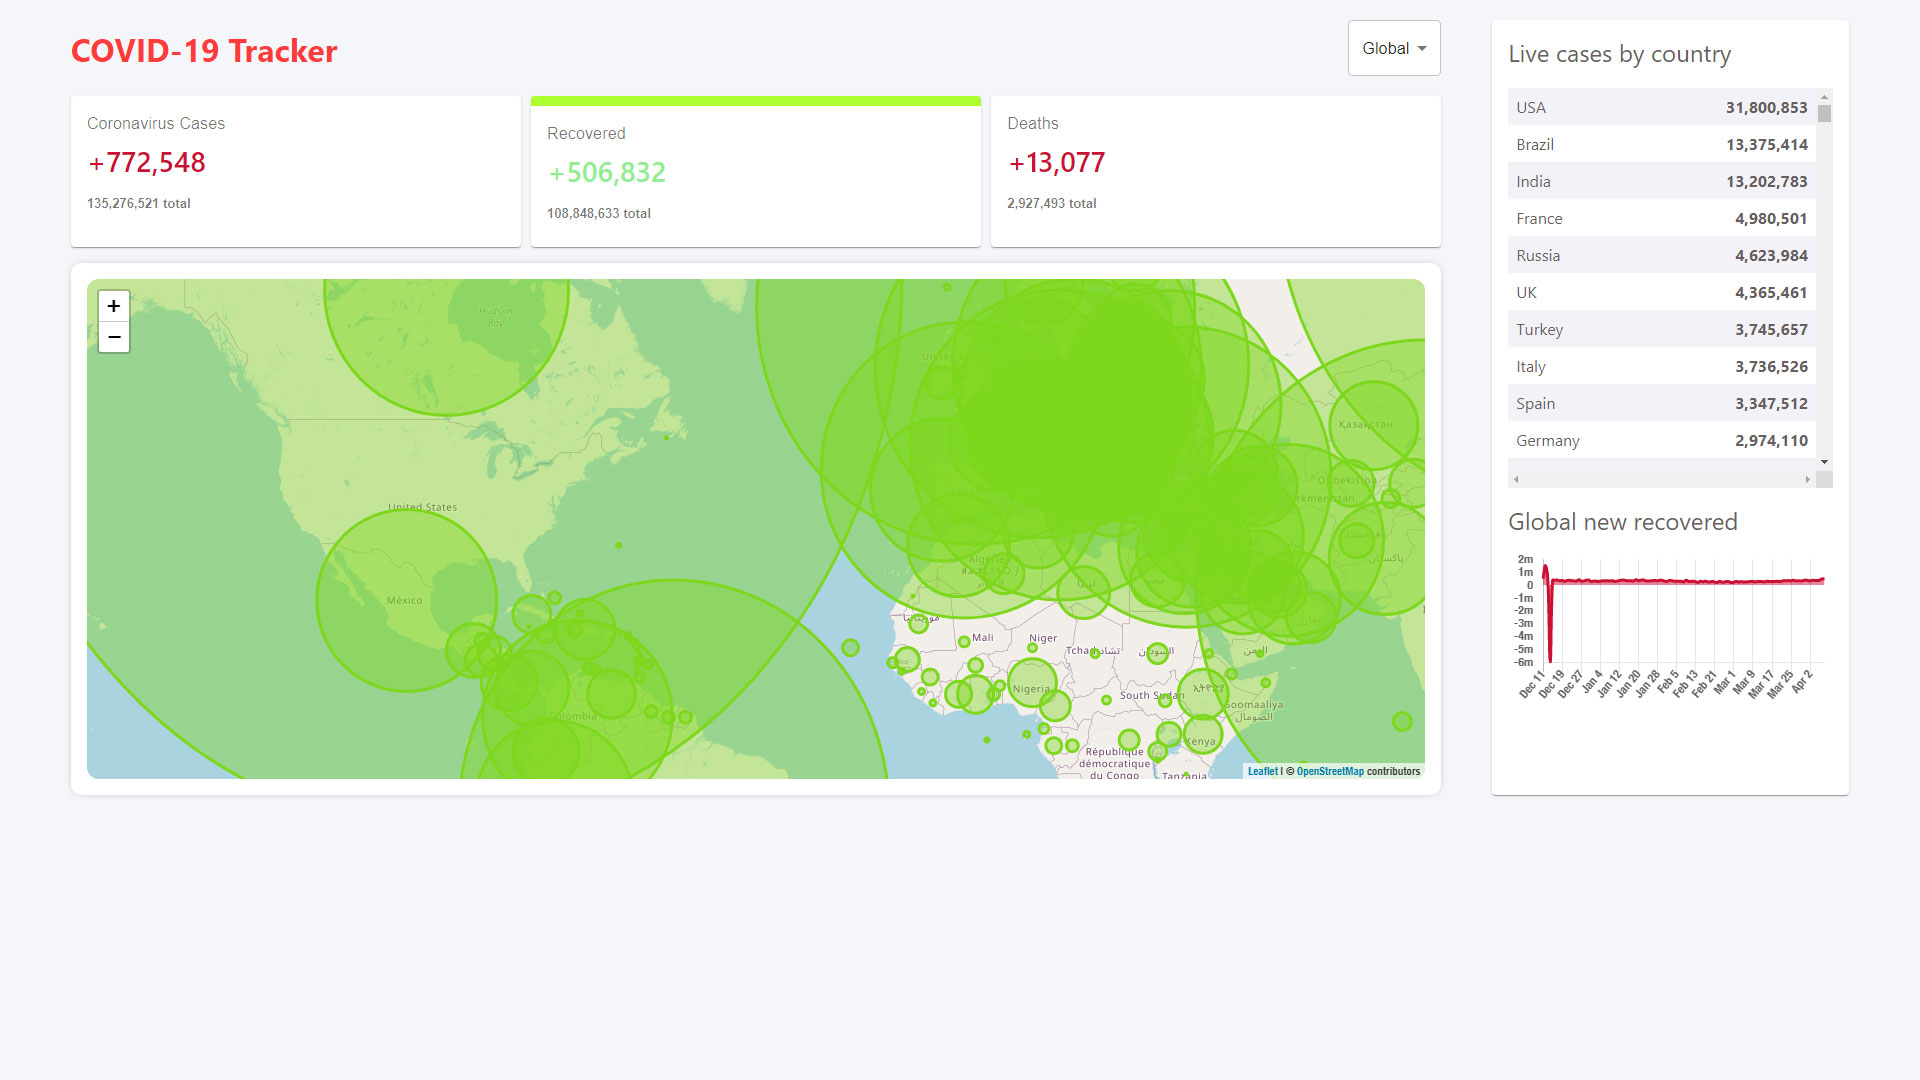 COVID-19 Tracker
Global
Coronavirus Cases
+772,548
135,276,521 total
Recovered
+506,832
108,848,633 total
Deaths
+13,077
2,927,493 total
+
−
Hudson
Bay
United States
México
Colombia
Қазақстан
موريتانيا
Mali
Niger
Tchad تشاد
السودان
اليمن
عمان
Nigeria
South Sudan
Soomaaliya
الصومال
Kenya
République
démocratique
du Congo
Tanzania
Leaflet | © OpenStreetMap contributors
Live cases by country
USA 31,800,853
Brazil 13,375,414
India 13,202,783
France 4,980,501
Russia 4,623,984
UK 4,365,461
Turkey 3,745,657
Italy 3,736,526
Spain 3,347,512
Germany 2,974,110
Global new recovered
2m
1m
0
-1m
-2m
-3m
-4m
-5m
-6m
Dec 11 Dec 19 Dec 27 Jan 4 Jan 12 Jan 20 Jan 28 Feb 5 Feb 13 Feb 21 Mar 1 Mar 9 Mar 17 Mar 25 Apr 2